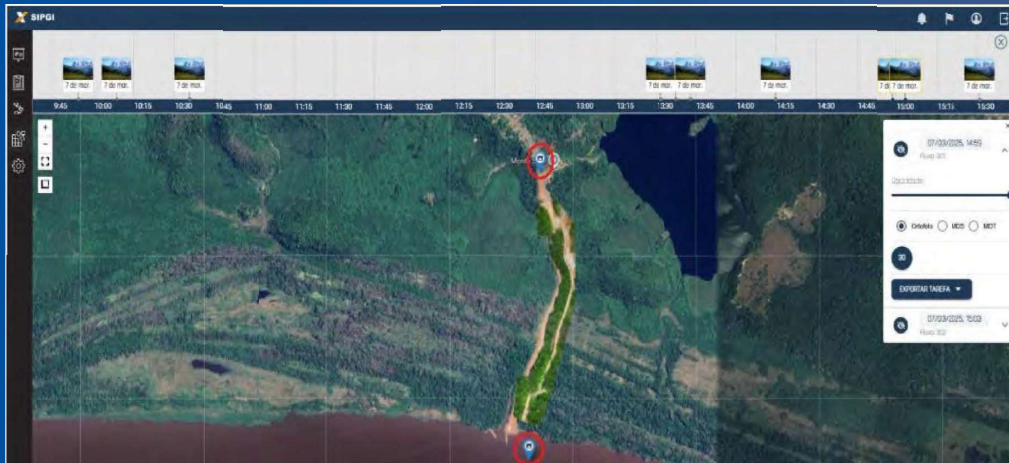 SIPGI
7 de mar.
7 de mar.
7 de mar.
7 de mar.
7 de mar.
7 de mar.
7 d
7 de mar.
7 de mar.
9:45 10:00 10:15 10:30 10:45 11:00 11:15 11:30 11:45 12:00 12:15 12:30 12:45 13:00 13:15 13:30 13:45 14:00 14:15 14:30 14:45 15:00 15:15 15:30
+
−
07/03/2025, 14:59
Opacidade
Ortofoto MDS MDT
3D
EXPORTAR TAREFA
07/03/2025, 15:03